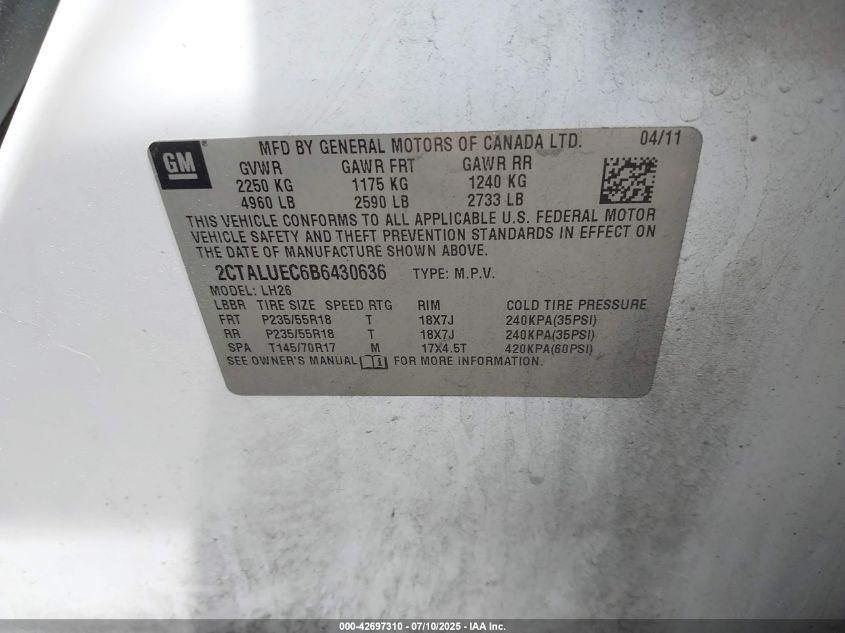 GM
MFD BY GENERAL MOTORS OF CANADA LTD. 04/11
GVWR GAWR FRT GAWR RR
2250 KG 1175 KG 1240 KG
4960 LB 2590 LB 2733 LB
THIS VEHICLE CONFORMS TO ALL APPLICABLE U.S. FEDERAL MOTOR
VEHICLE SAFETY AND THEFT PREVENTION STANDARDS IN EFFECT ON
THE DATE OF MANUFACTURE SHOWN ABOVE.
2CTALUEC6B6430636 TYPE: M.P.V.
MODEL: LH26
LBBR TIRE SIZE SPEED RTG RIM COLD TIRE PRESSURE
FRT P235/55R18 T 18X7J 240KPA(35PSI)
RR P235/55R18 T 18X7J 240KPA(35PSI)
SPA T145/70R17 M 17X4.5T 420KPA(60PSI)
SEE OWNER'S MANUAL FOR MORE INFORMATION.
000-42697310 - 07/10/2025 - IAA Inc.